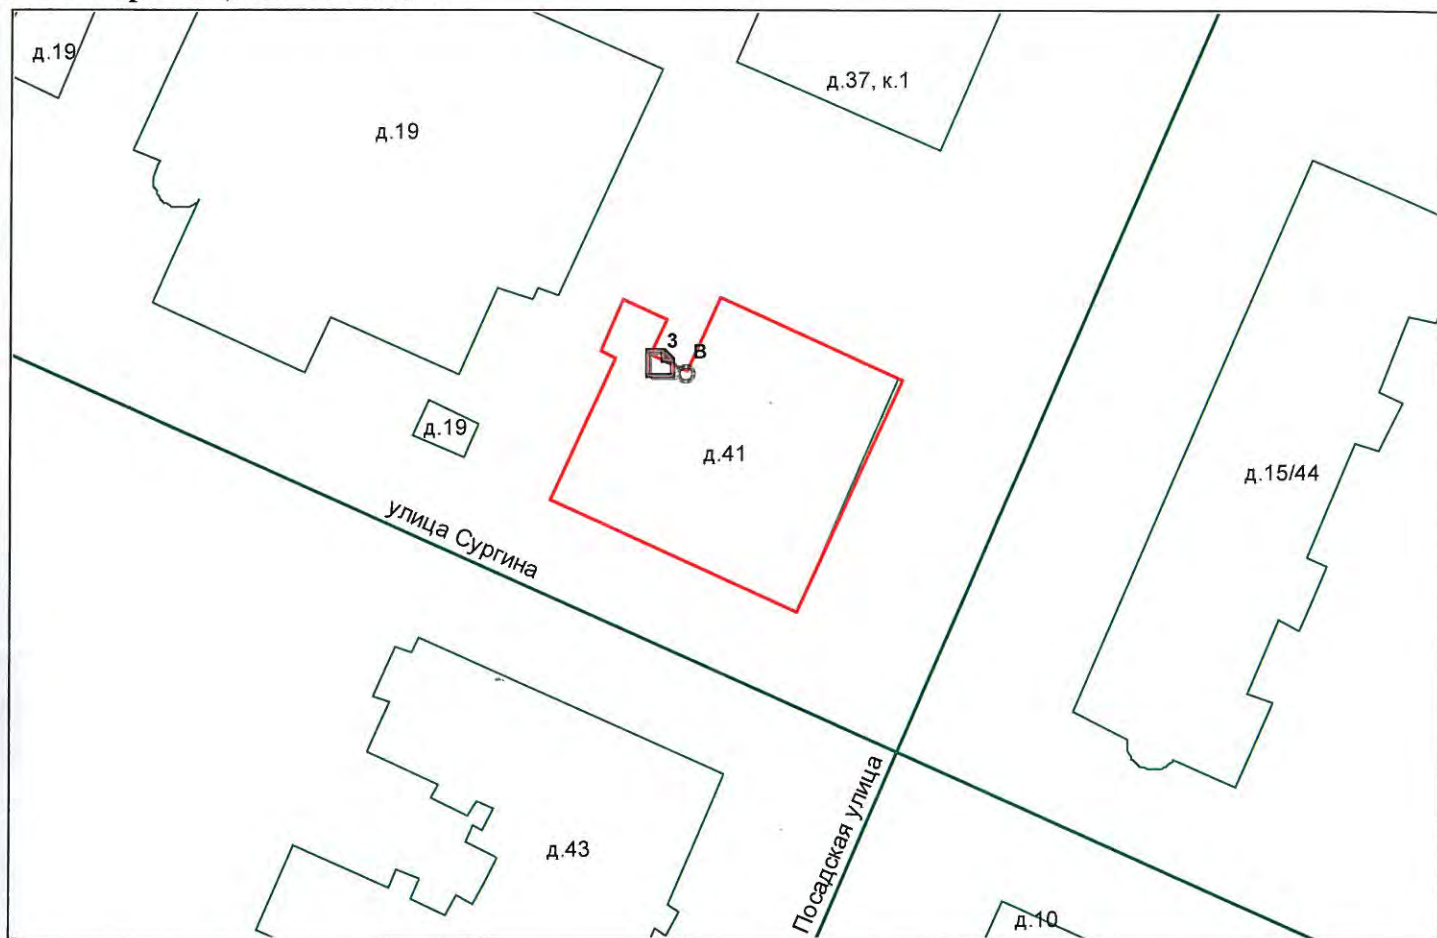 д.19
д.37, к.1
д.19
3
В
д.19
д.41
д.15/44
улица Сургина
Посадская улица
д.43
д.10